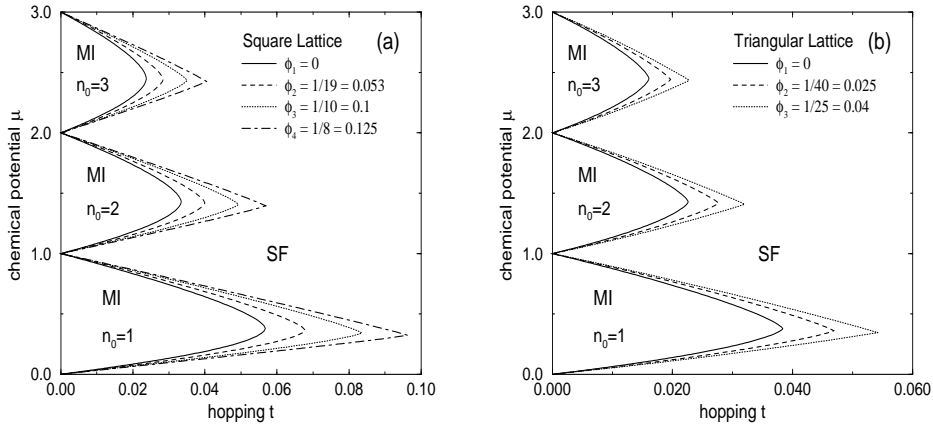 3.0
2.0
1.0
0.0
chemical potential μ
0.00 0.02 0.04 0.06 0.08 0.10
hopping t
MI
n₀=3
MI
n₀=2
MI
n₀=1
SF
Square Lattice (a)
ϕ₁ = 0
ϕ₂ = 1/19 = 0.053
ϕ₃ = 1/10 = 0.1
ϕ₄ = 1/8 = 0.125
3.0
2.0
1.0
0.0
chemical potential μ
0.000 0.020 0.040 0.060
hopping t
MI
n₀=3
MI
n₀=2
MI
n₀=1
SF
Triangular Lattice (b)
ϕ₁ = 0
ϕ₂ = 1/40 = 0.025
ϕ₃ = 1/25 = 0.04